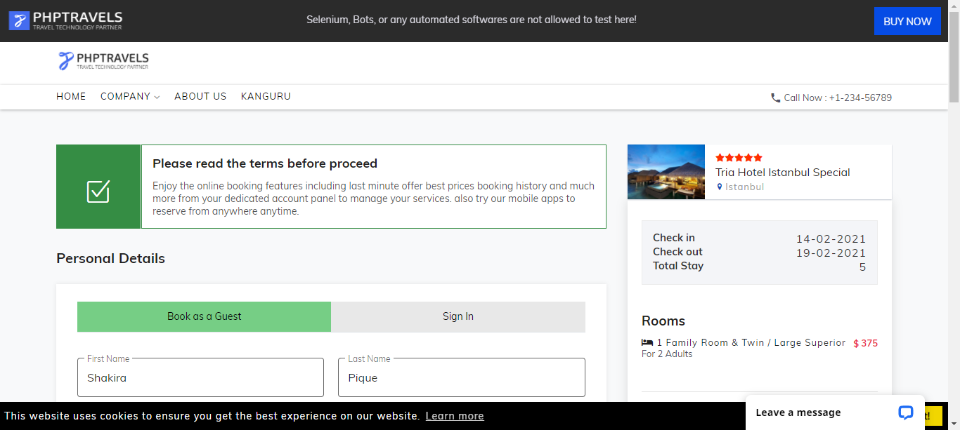 PHPTRAVELS
TRAVEL TECHNOLOGY PARTNER
Selenium, Bots, or any automated softwares are not allowed to test here!
BUY NOW
PHPTRAVELS
TRAVEL TECHNOLOGY PARTNER
HOME COMPANY ABOUT US KANGURU
Call Now : +1-234-56789
Please read the terms before proceed
Enjoy the online booking features including last minute offer best prices booking history and much
more from your dedicated account panel to manage your services. also try our mobile apps to
reserve from anywhere anytime.
Personal Details
Book as a Guest
Sign In
First Name
Shakira
Last Name
Pique
Tria Hotel Istanbul Special
Istanbul
Check in 14-02-2021
Check out 19-02-2021
Total Stay 5
Rooms
1 Family Room & Twin / Large Superior $ 375
For 2 Adults
This website uses cookies to ensure you get the best experience on our website. Learn more
Leave a message